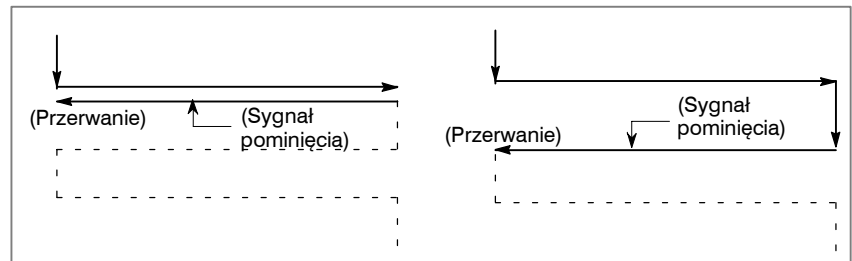 (Przerwanie)
(Sygnał
pominięcia)
(Przerwanie)
(Sygnał
pominięcia)